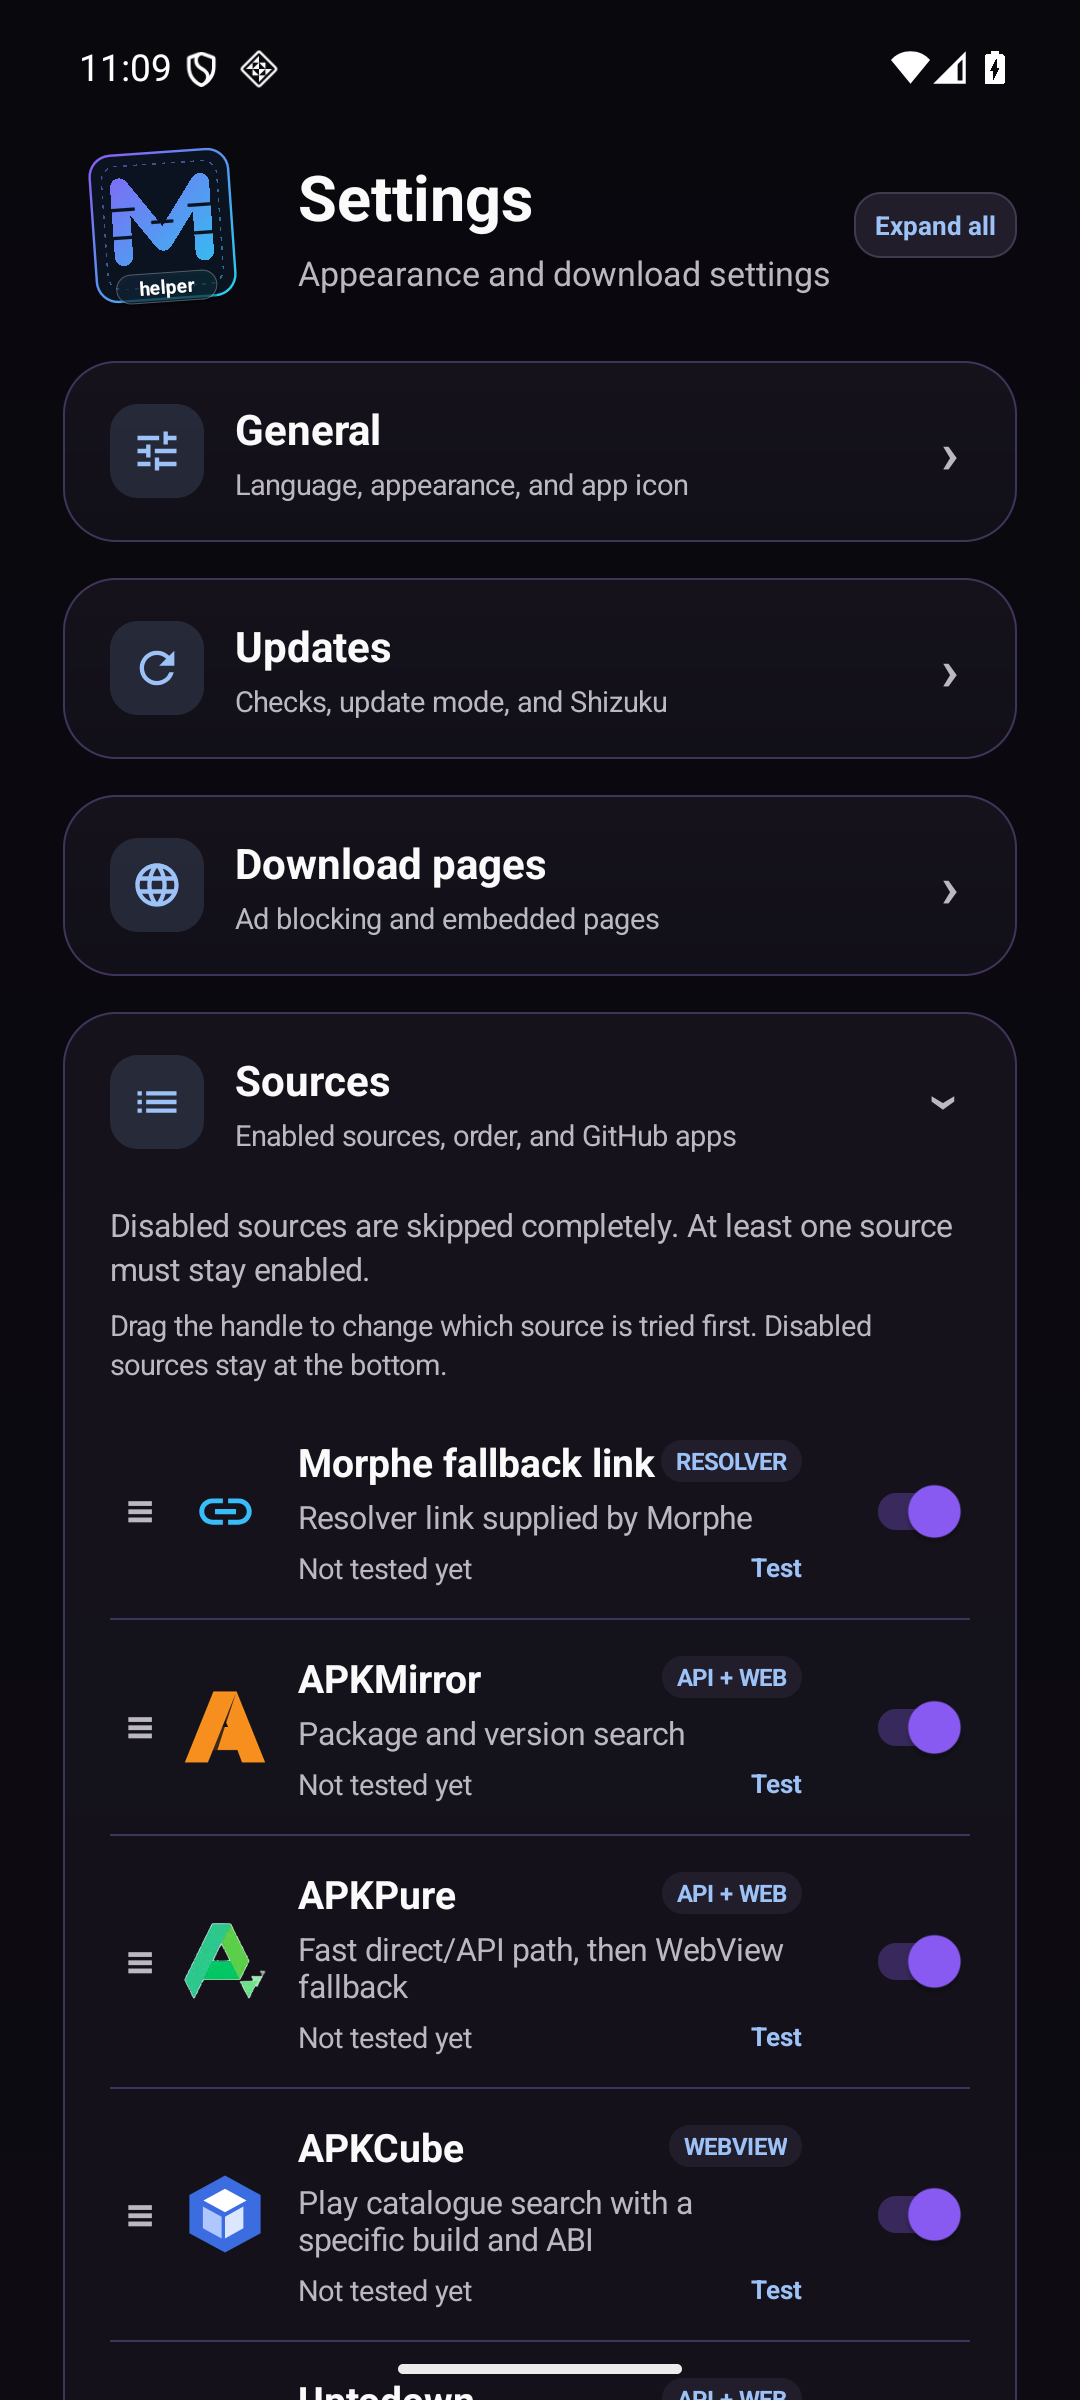 11:09
helper
Settings
Appearance and download settings
Expand all
General
Language, appearance, and app icon
Updates
Checks, update mode, and Shizuku
Download pages
Ad blocking and embedded pages
Sources
Enabled sources, order, and GitHub apps
Disabled sources are skipped completely. At least one source
must stay enabled.
Drag the handle to change which source is tried first. Disabled
sources stay at the bottom.
Morphe fallback link RESOLVER
Resolver link supplied by Morphe
Not tested yet Test
APKMirror API + WEB
Package and version search
Not tested yet Test
APKPure API + WEB
Fast direct/API path, then WebView
fallback
Not tested yet Test
APKCube WEBVIEW
Play catalogue search with a
specific build and ABI
Not tested yet Test
Uptodown API + WEB